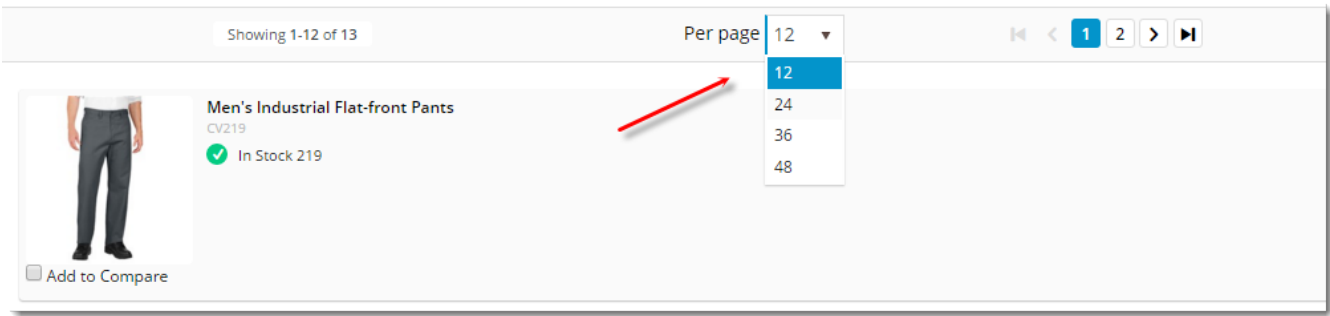 Showing 1-12 of 13
Per page 12
1 2
12
24
36
48
Men's Industrial Flat-front Pants
CV219
In Stock 219
Add to Compare